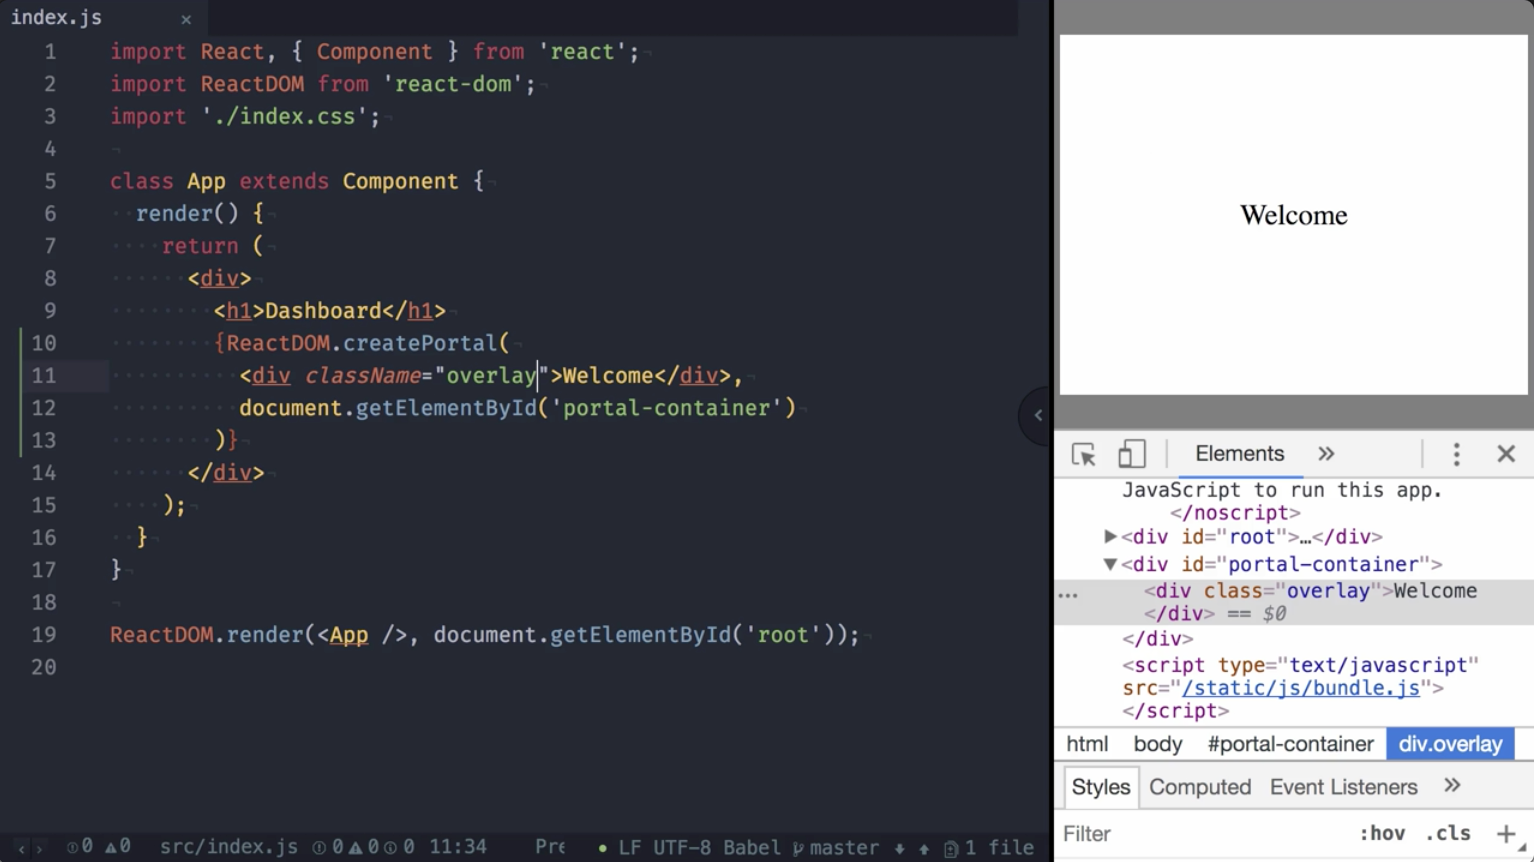 index.js ×
1 import React, { Component } from 'react';
2 import ReactDOM from 'react-dom';
3 import './index.css';
4
5 class App extends Component {
6 render() {
7 return (
8 <div>
9 <h1>Dashboard</h1>
10 {ReactDOM.createPortal(
11 <div className="overlay">Welcome</div>,
12 document.getElementById('portal-container')
13 )}
14 </div>
15 );
16 }
17 }
18
19 ReactDOM.render(<App />, document.getElementById('root'));
20
0 0 src/index.js 0 0 0 11:34 Pre LF UTF-8 Babel master 1 file
Welcome
Elements »
JavaScript to run this app.
</noscript>
<div id="root">…</div>
<div id="portal-container">
<div class="overlay">Welcome
</div> == $0
</div>
<script type="text/javascript"
src="/static/js/bundle.js">
</script>
html body #portal-container div.overlay
Styles Computed Event Listeners »
Filter :hov .cls +